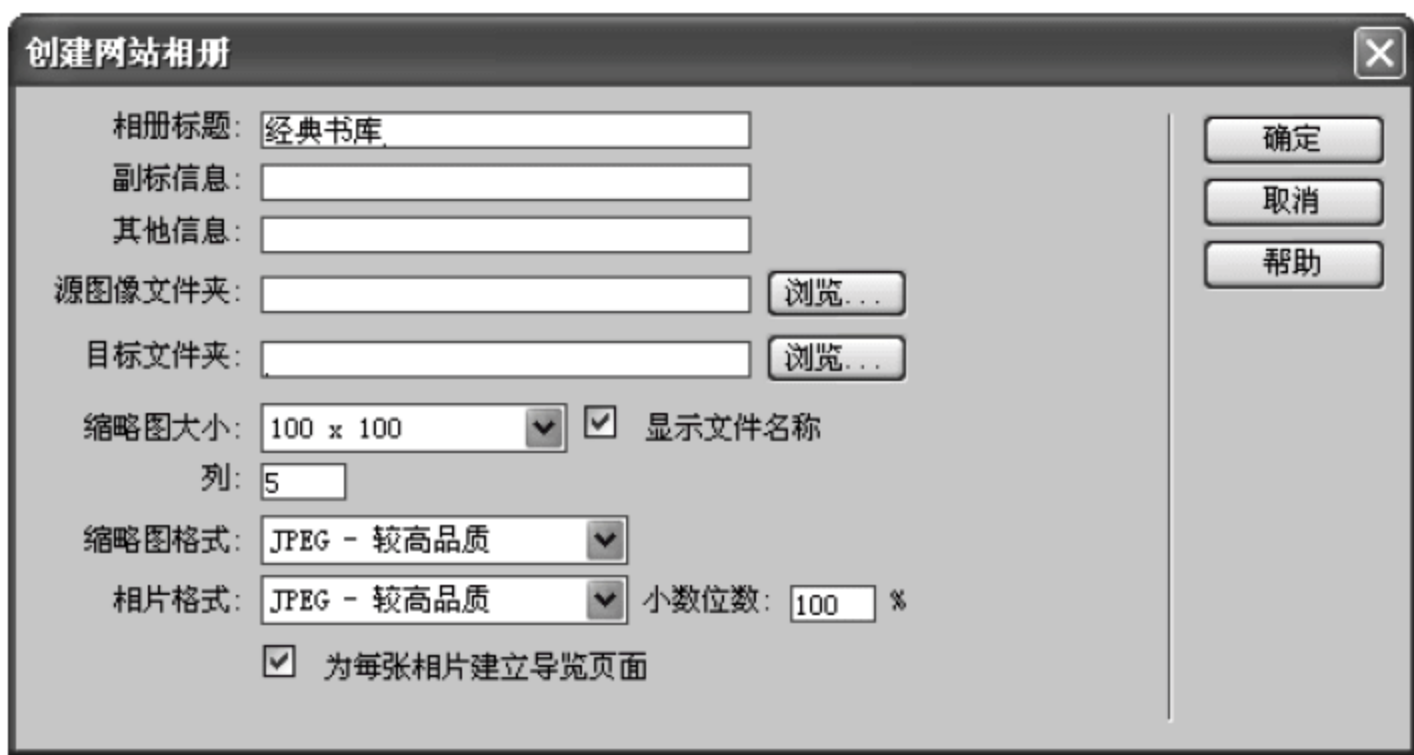 创建网站相册
相册标题: 经典书库
确定
副标信息:
取消
其他信息:
帮助
源图像文件夹: 浏览...
目标文件夹: 浏览...
缩略图大小: 100 x 100 显示文件名称
列: 5
缩略图格式: JPEG - 较高品质
相片格式: JPEG - 较高品质 小数位数: 100 %
为每张相片建立导览页面